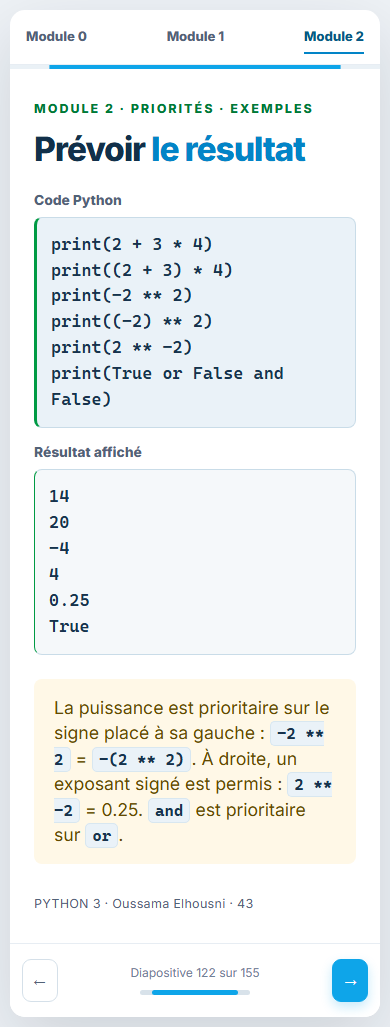 Module 0 Module 1 Module 2
MODULE 2 · PRIORITÉS · EXEMPLES
Prévoir le résultat
Code Python
print(2 + 3 * 4)
print((2 + 3) * 4)
print(−2 ** 2)
print((−2) ** 2)
print(2 ** −2)
print(True or False and
False)
Résultat affiché
14
20
−4
4
0.25
True
La puissance est prioritaire sur le
signe placé à sa gauche : −2 **
2 = −(2 ** 2). À droite, un
exposant signé est permis : 2 **
−2 = 0.25. and est prioritaire
sur or.
PYTHON 3 · Oussama Elhousni · 43
← Diapositive 122 sur 155 →